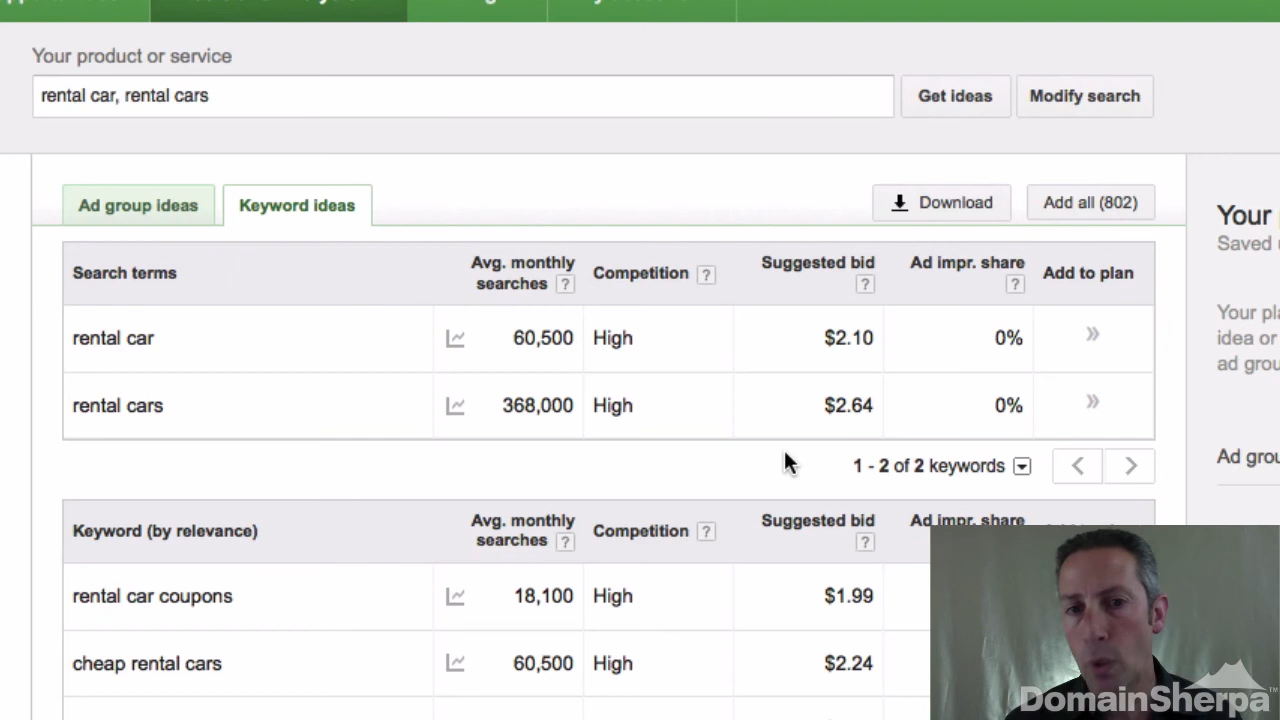 Your product or service
rental car, rental cars
Get ideas
Modify search
Ad group ideas
Keyword ideas
Download
Add all (802)
Your
Saved
Search terms
Avg. monthly searches ?
Competition ?
Suggested bid ?
Ad impr. share ?
Add to plan
rental car 60,500 High $2.10 0% »
rental cars 368,000 High $2.64 0% »
Your
idea or
1 - 2 of 2 keywords
Keyword (by relevance)
Avg. monthly searches ?
Competition ?
Suggested bid ?
Ad impr. share
rental car coupons 18,100 High $1.99
cheap rental cars 60,500 High $2.24
DomainSherpa™